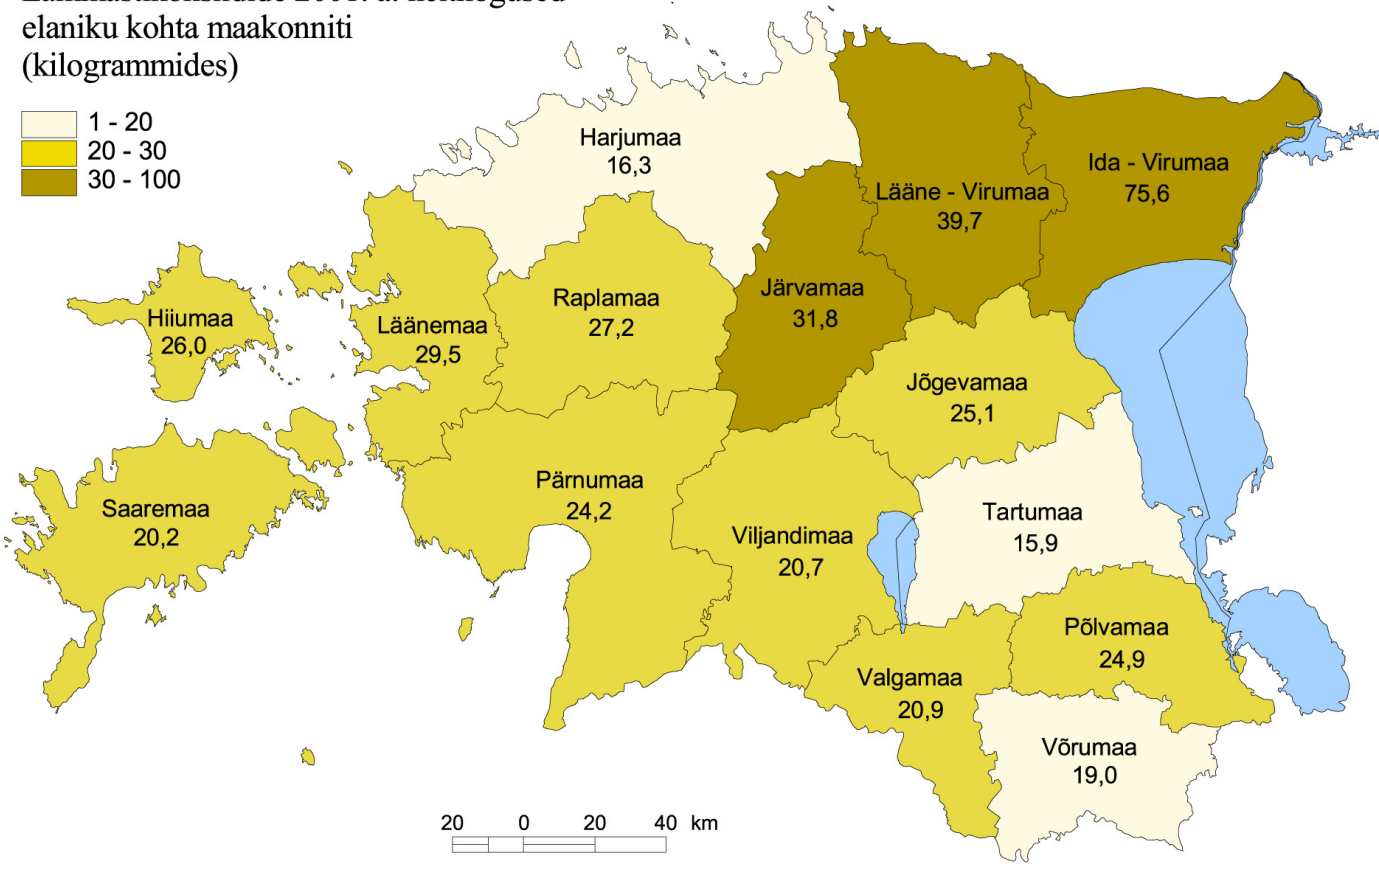 elaniku kohta maakonniti
(kilogrammides)
1 - 20
20 - 30
30 - 100
Harjumaa
16,3
Ida - Virumaa
75,6
Lääne - Virumaa
39,7
Järvamaa
31,8
Raplamaa
27,2
Hiiumaa
26,0
Läänemaa
29,5
Jõgevamaa
25,1
Pärnumaa
24,2
Saaremaa
20,2
Tartumaa
15,9
Viljandimaa
20,7
Põlvamaa
24,9
Valgamaa
20,9
Võrumaa
19,0
20 0 20 40 km